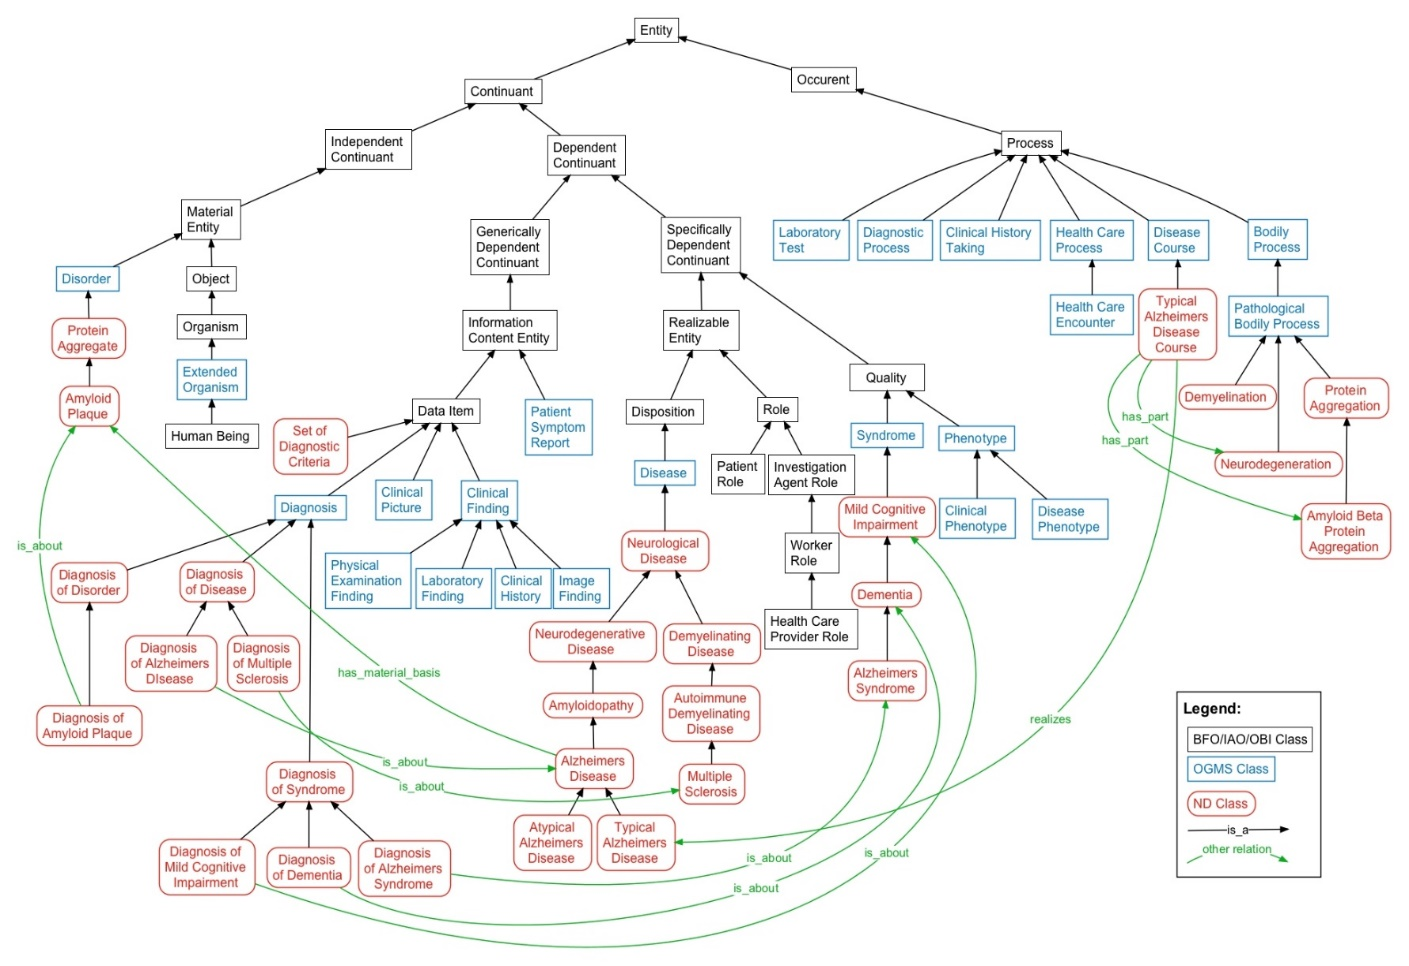 Entity
Occurent
Continuant
Independent
Continuant
Dependent
Continuant
Process
Material
Entity
Generically
Dependent
Continuant
Specifically
Dependent
Continuant
Laboratory
Test
Diagnostic
Process
Clinical History
Taking
Health Care
Process
Disease
Course
Bodily
Process
Disorder
Object
Health Care
Encounter
Typical
Alzheimers
Disease
Course
Pathological
Bodily Process
Protein
Aggregate
Organism
Information
Content Entity
Realizable
Entity
Extended
Organism
Quality
Amyloid
Plaque
Demyelination
Protein
Aggregation
Human Being
Set of
Diagnostic
Criteria
Data Item
Patient
Symptom
Report
Disposition
Role
Syndrome
Phenotype
has_part
has_part
Neurodegeneration
Disease
Patient
Role
Investigation
Agent Role
Diagnosis
Clinical
Picture
Clinical
Finding
Mild Cognitive
Impairment
Clinical
Phenotype
Disease
Phenotype
Amyloid Beta
Protein
Aggregation
is_about
Neurological
Disease
Worker
Role
Diagnosis
of Disorder
Diagnosis
of Disease
Physical
Examination
Finding
Laboratory
Finding
Clinical
History
Image
Finding
Dementia
Health Care
Provider Role
Neurodegenerative
Disease
Demyelinating
Disease
Diagnosis
of Alzheimers
DIsease
Diagnosis
of Multiple
Sclerosis
has_material_basis
Alzheimers
Syndrome
Diagnosis of
Amyloid Plaque
Amyloidopathy
Autoimmune
Demyelinating
Disease
realizes
is_about
is_about
Alzheimers
Disease
Multiple
Sclerosis
Diagnosis
of Syndrome
Atypical
Alzheimers
Disease
Typical
Alzheimers
Disease
Diagnosis of
Mild Cognitive
Impairment
Diagnosis
of Dementia
Diagnosis
of Alzheimers
Syndrome
is_about
is_about
is_about
Legend:
BFO/IAO/OBI Class
OGMS Class
ND Class
is_a
other relation